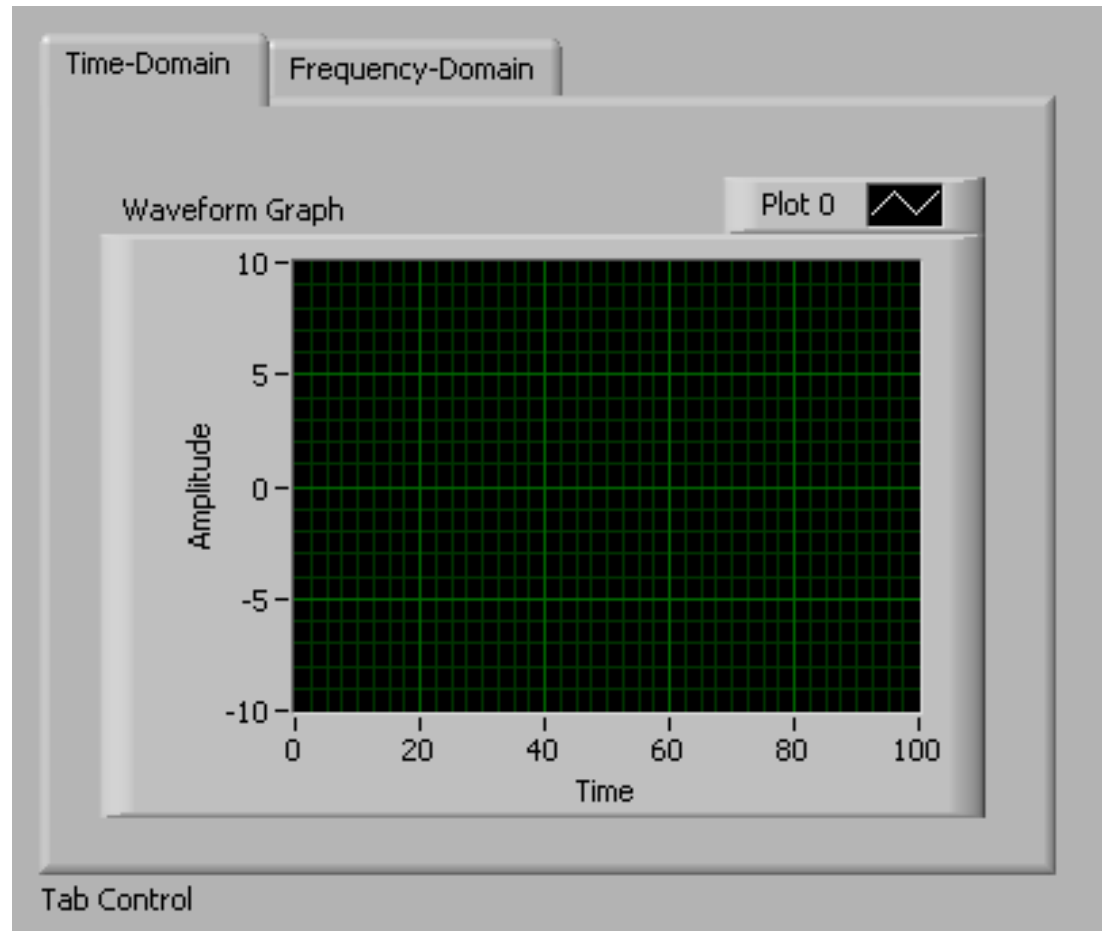 Time-Domain
Frequency-Domain
Waveform Graph
Plot 0
10
5
0
-5
-10
Amplitude
0 20 40 60 80 100
Time
Tab Control